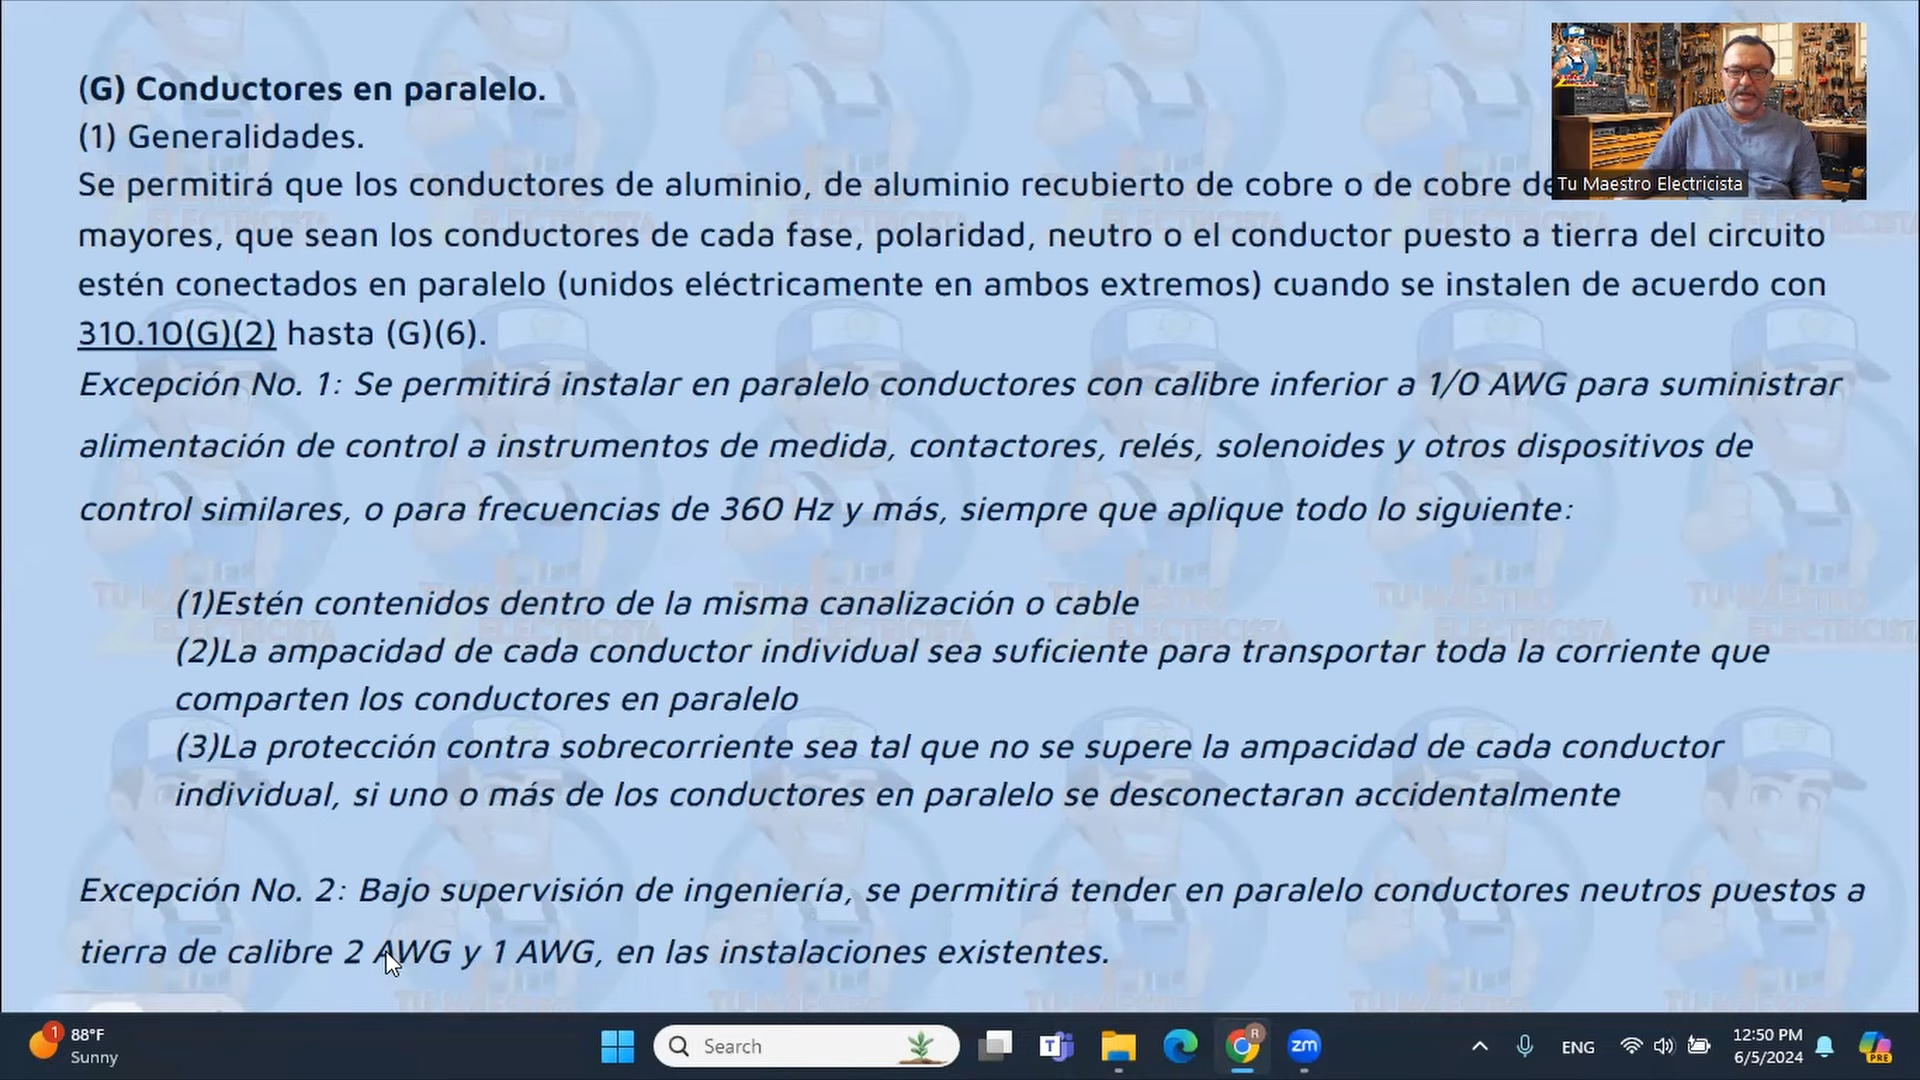 (G) Conductores en paralelo.
(1) Generalidades.
Se permitirá que los conductores de aluminio, de aluminio recubierto de cobre o de cobre de
mayores, que sean los conductores de cada fase, polaridad, neutro o el conductor puesto a tierra del circuito
estén conectados en paralelo (unidos eléctricamente en ambos extremos) cuando se instalen de acuerdo con
310.10(G)(2) hasta (G)(6).
Excepción No. 1: Se permitirá instalar en paralelo conductores con calibre inferior a 1/0 AWG para suministrar
alimentación de control a instrumentos de medida, contactores, relés, solenoides y otros dispositivos de
control similares, o para frecuencias de 360 Hz y más, siempre que aplique todo lo siguiente:
(1)Estén contenidos dentro de la misma canalización o cable
(2)La ampacidad de cada conductor individual sea suficiente para transportar toda la corriente que
comparten los conductores en paralelo
(3)La protección contra sobrecorriente sea tal que no se supere la ampacidad de cada conductor
individual, si uno o más de los conductores en paralelo se desconectaran accidentalmente
Excepción No. 2: Bajo supervisión de ingeniería, se permitirá tender en paralelo conductores neutros puestos a
tierra de calibre 2 AWG y 1 AWG, en las instalaciones existentes.
Tu Maestro Electricista
1
88°F
Sunny
Search
T
R
zm
ENG
12:50 PM
6/5/2024
PRE